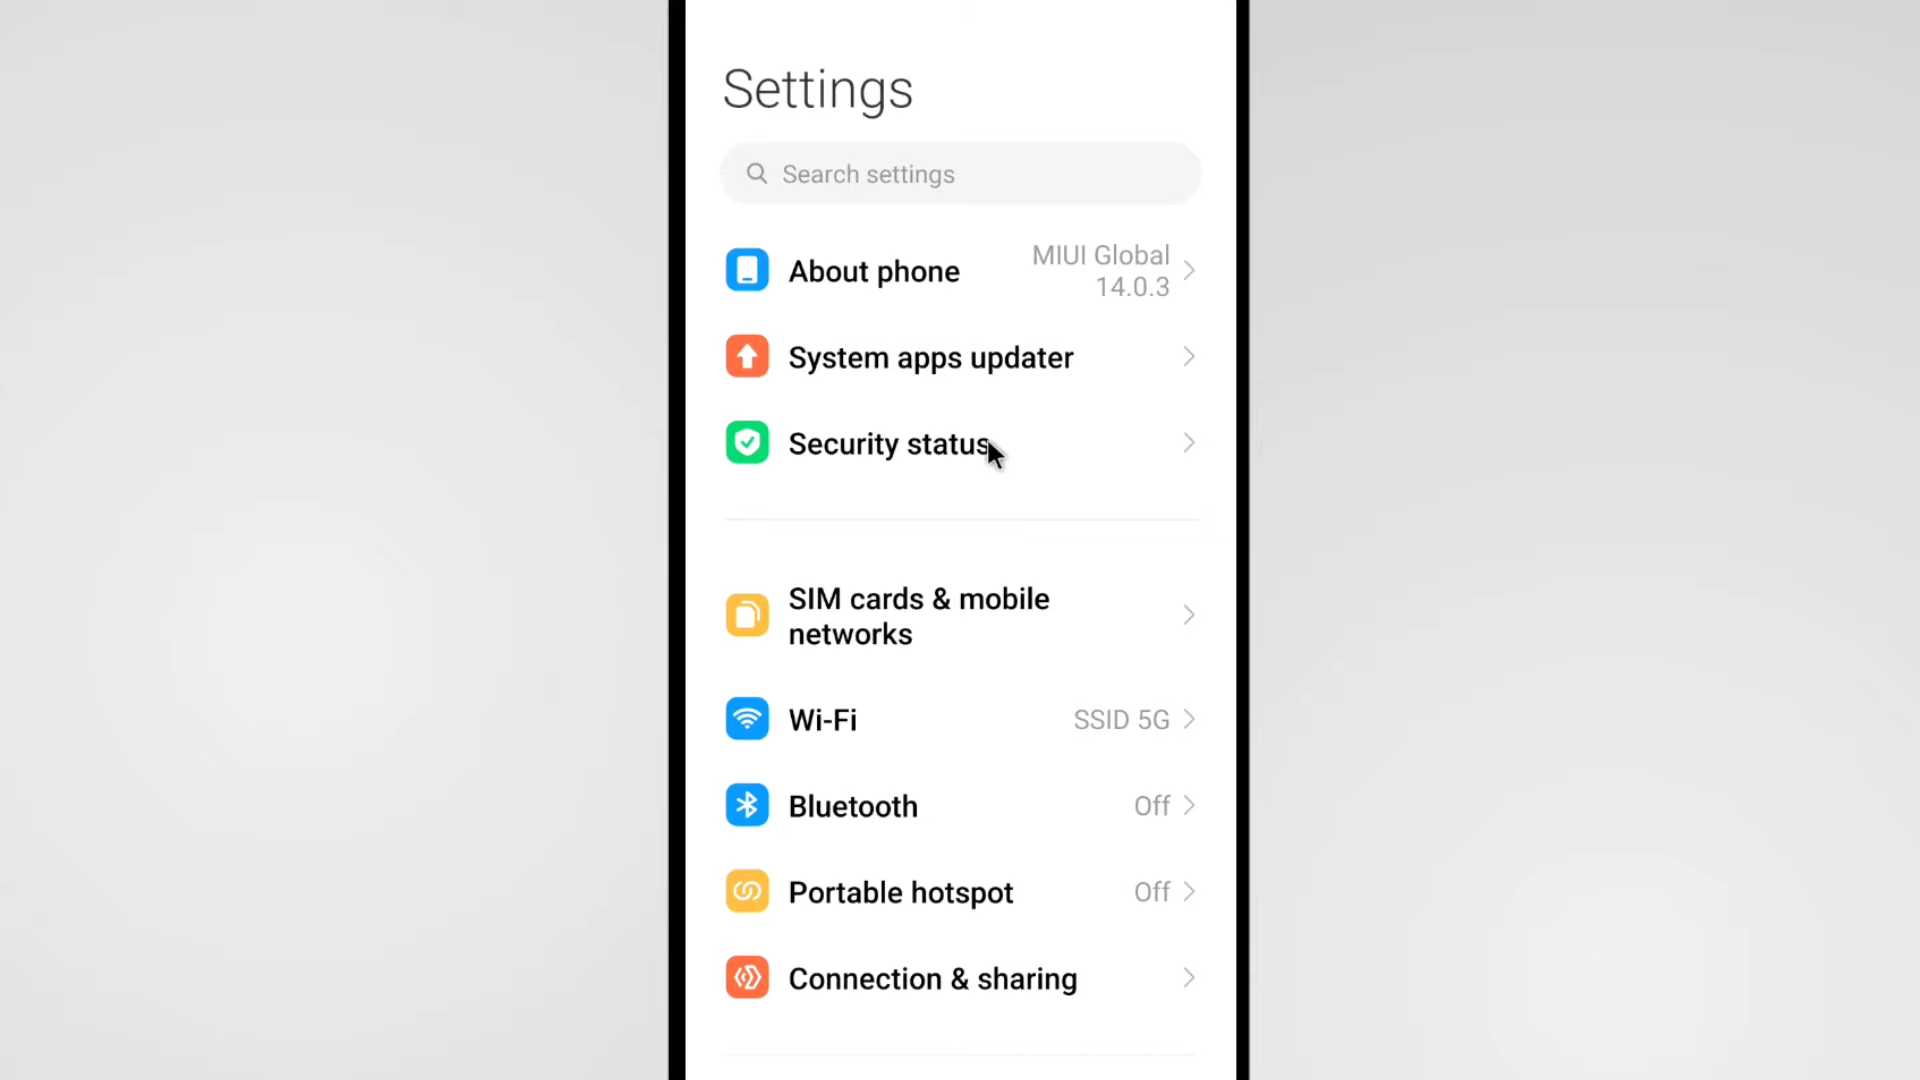 Settings
Search settings
About phone
MIUI Global
14.0.3
System apps updater
Security status
SIM cards & mobile
networks
Wi-Fi
SSID 5G
Bluetooth
Off
Portable hotspot
Off
Connection & sharing